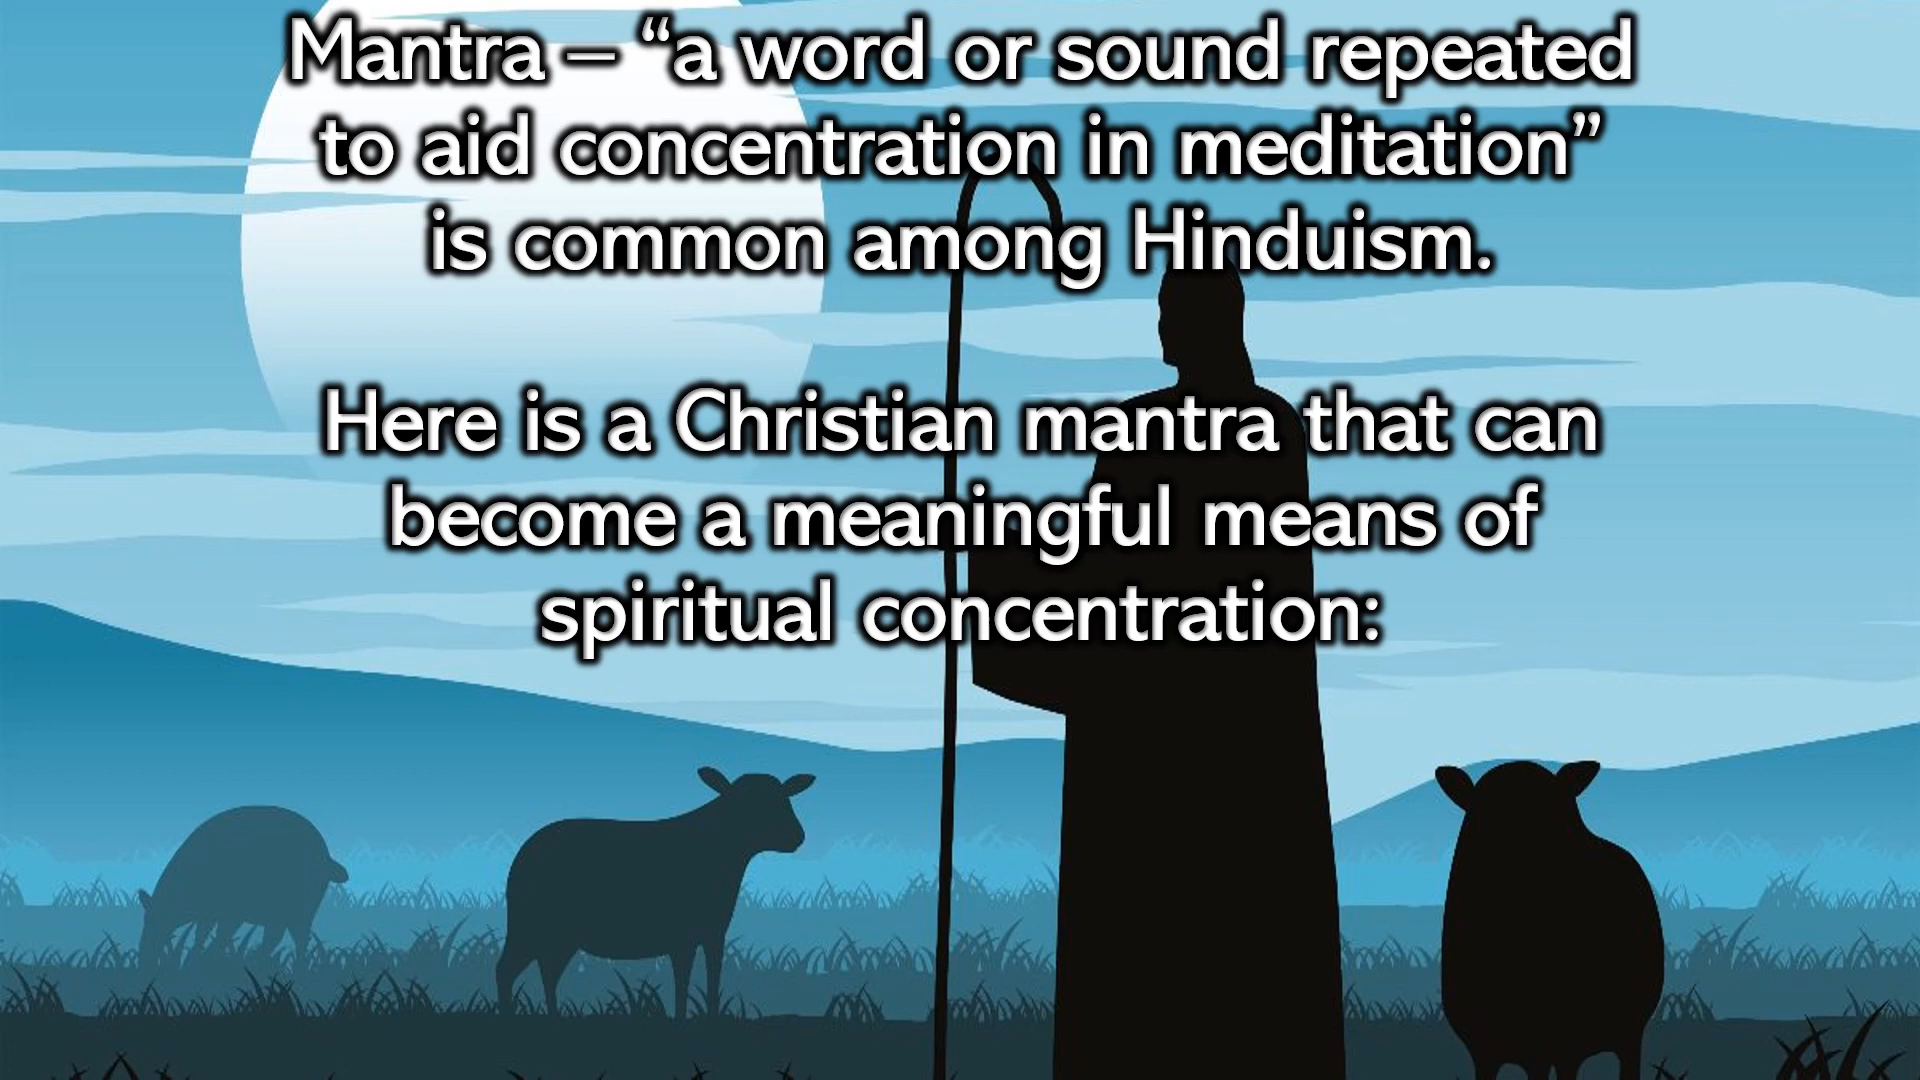 Mantra – “a word or sound repeated
to aid concentration in meditation”
is common among Hinduism.
Here is a Christian mantra that can
become a meaningful means of
spiritual concentration: